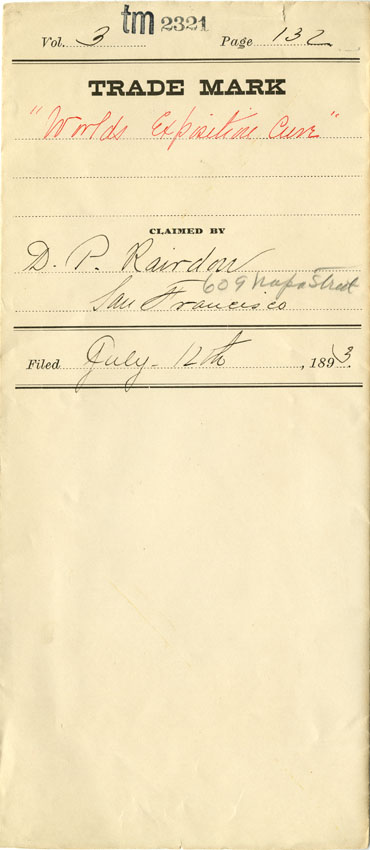 tm 2321
Vol. 3 Page 132
TRADE MARK
"Worlds Exposition Cure"
CLAIMED BY
D. P. Rairdon
609 Napa Street
San Francisco
Filed July 12th, 1893.